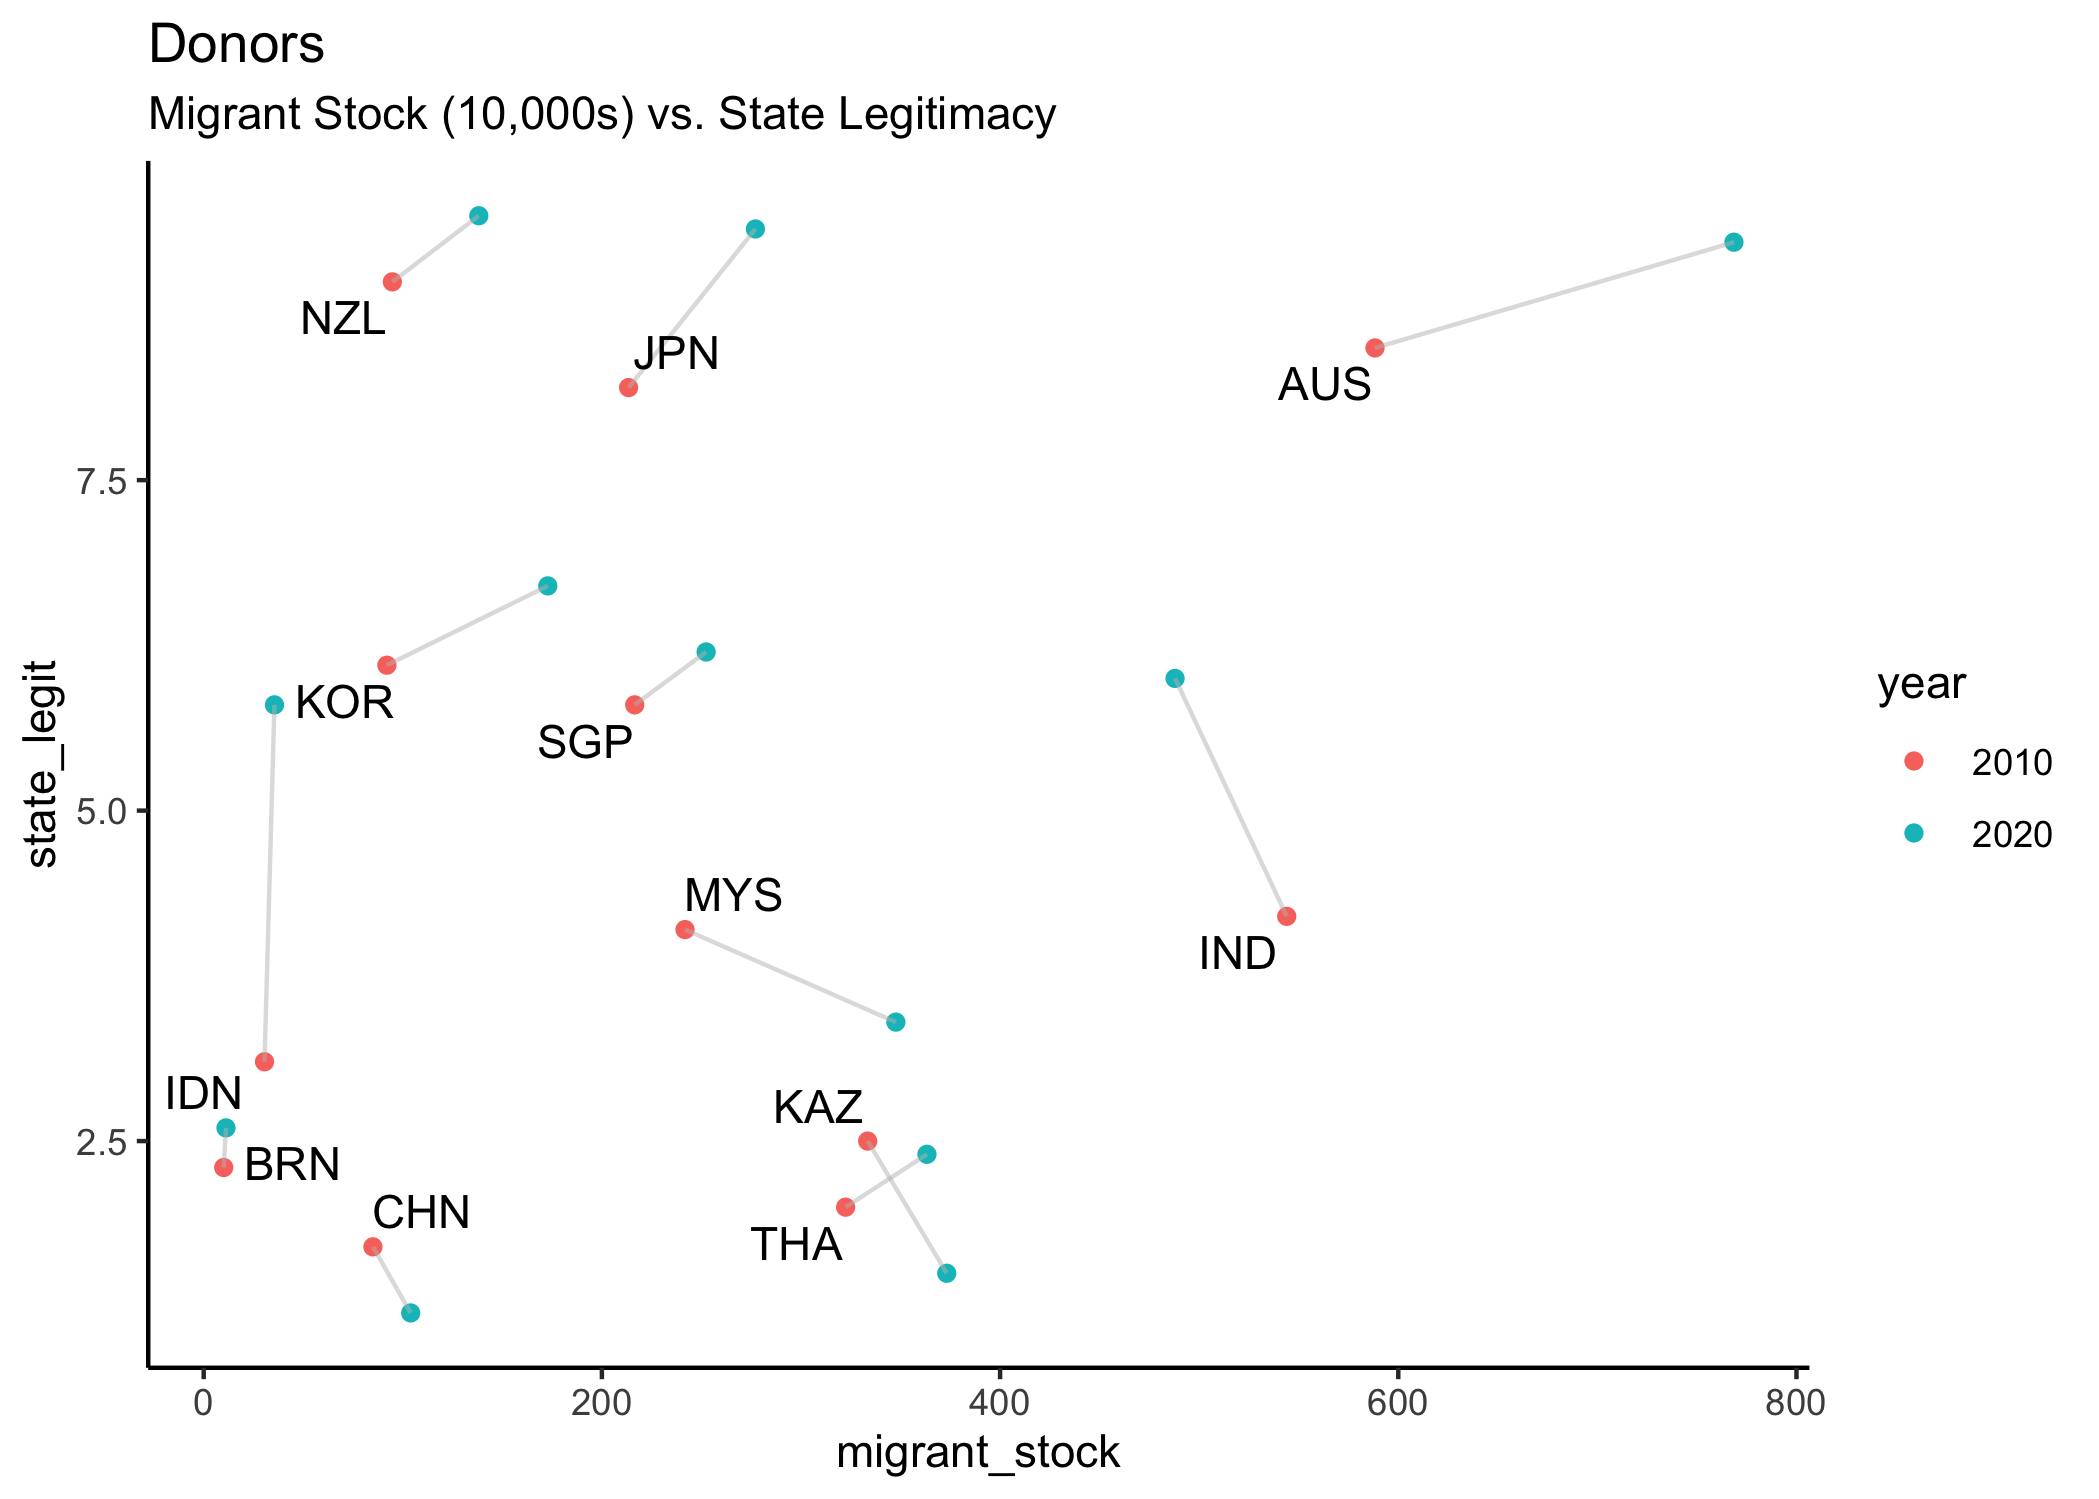 Donors
Migrant Stock (10,000s) vs. State Legitimacy
NZL
JPN
AUS
7.5
KOR
SGP
state_legit
year
2010
2020
5.0
MYS
IND
IDN
KAZ
2.5
BRN
CHN
THA
0 200 400 600 800
migrant_stock